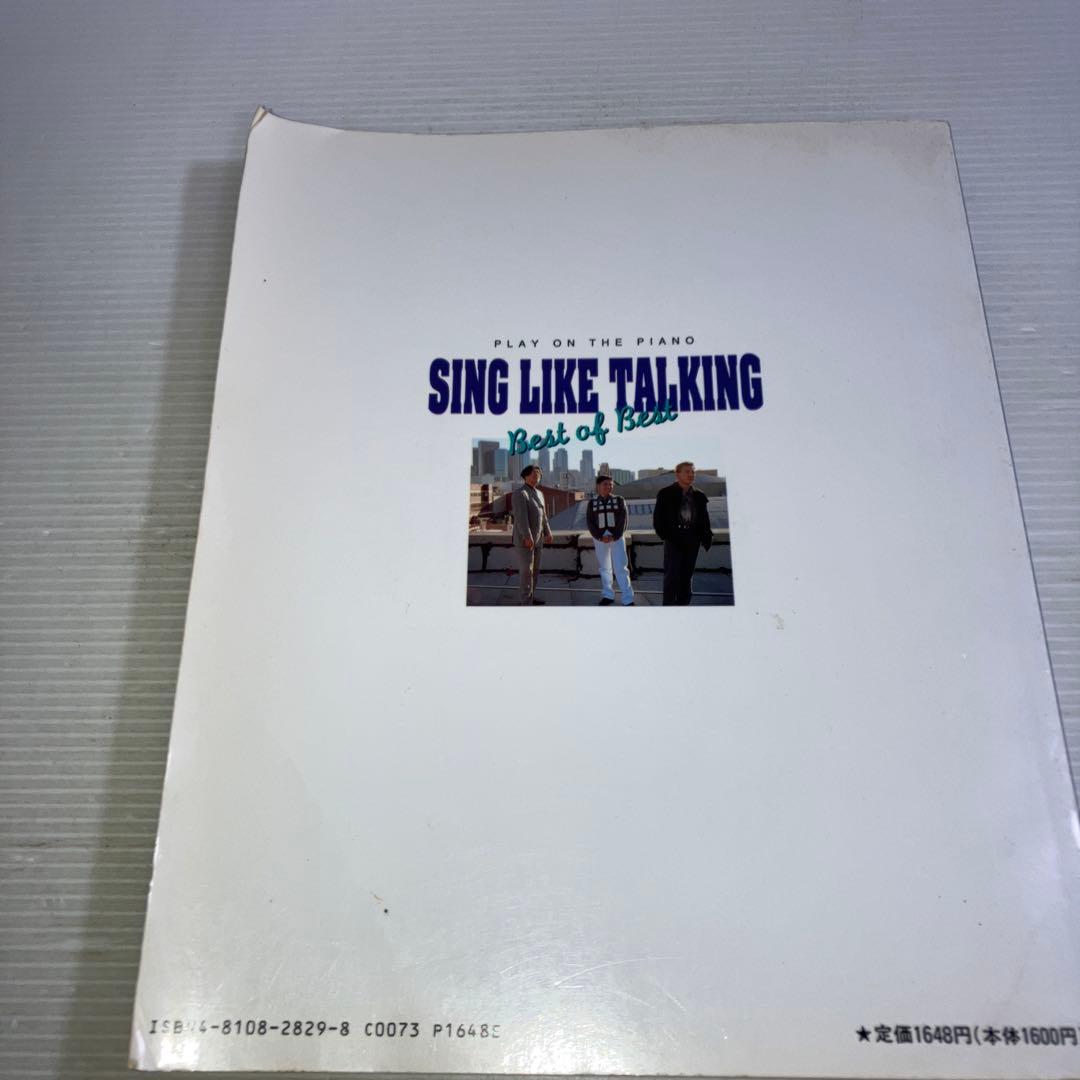 PLAY ON THE PIANO
SING LIKE TALKING
Best of Best
ISBN4-8108-2829-8 C0073 P1648E
★定価1648円(本体1600円)